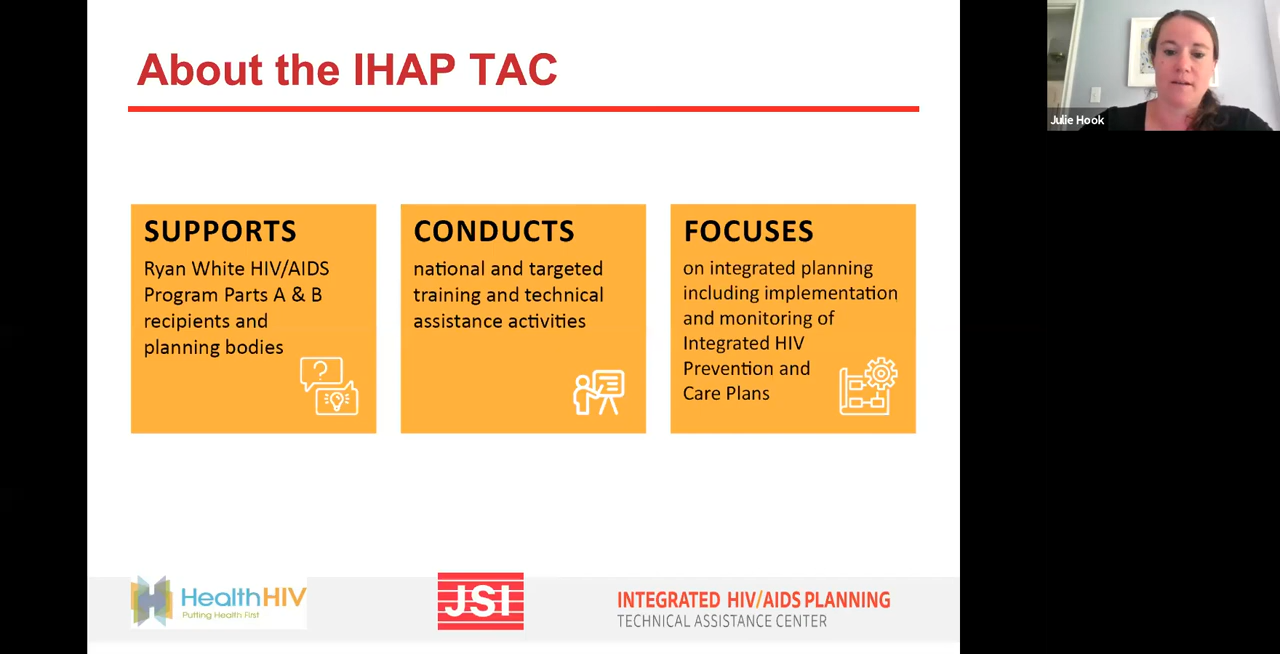 About the IHAP TAC
Julie Hook
SUPPORTS
Ryan White HIV/AIDS
Program Parts A & B
recipients and
planning bodies
?
CONDUCTS
national and targeted
training and technical
assistance activities
FOCUSES
on integrated planning
including implementation
and monitoring of
Integrated HIV
Prevention and
Care Plans
HealthHIV
Putting Health First
JSI
INTEGRATED HIV/AIDS PLANNING
TECHNICAL ASSISTANCE CENTER